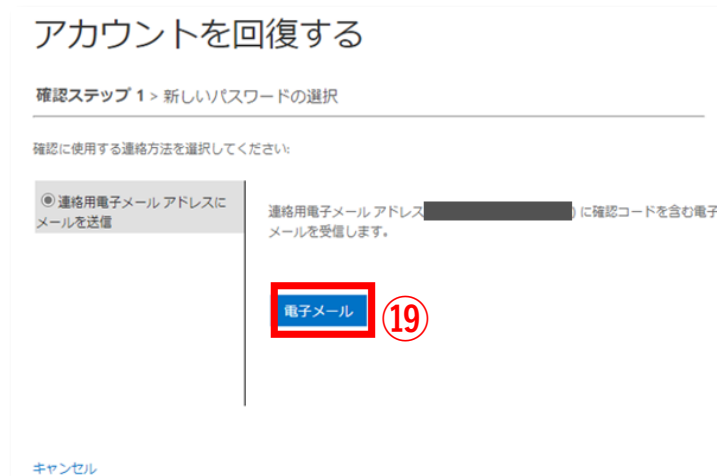 アカウントを回復する
確認ステップ 1 > 新しいパスワードの選択
確認に使用する連絡方法を選択してください:
連絡用電子メール アドレスに
メールを送信
連絡用電子メール アドレス ) に確認コードを含む電子
メールを受信します。
電子メール
⑲
キャンセル